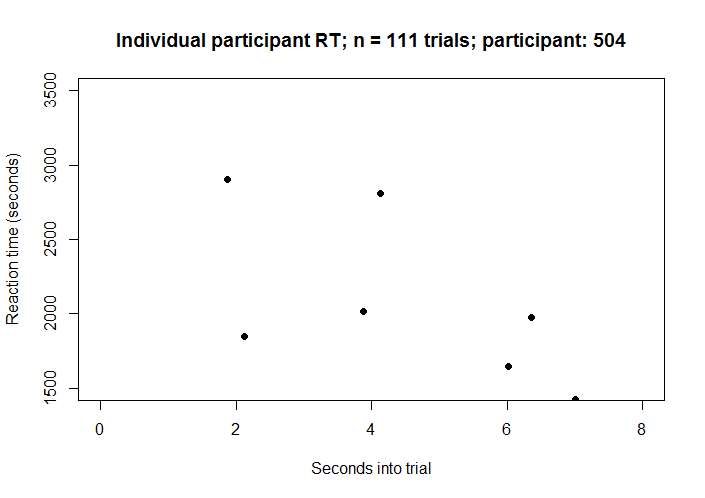 Individual participant RT; n = 111 trials; participant: 504
Reaction time (seconds)
3500
3000
2500
2000
1500
0 2 4 6 8
Seconds into trial